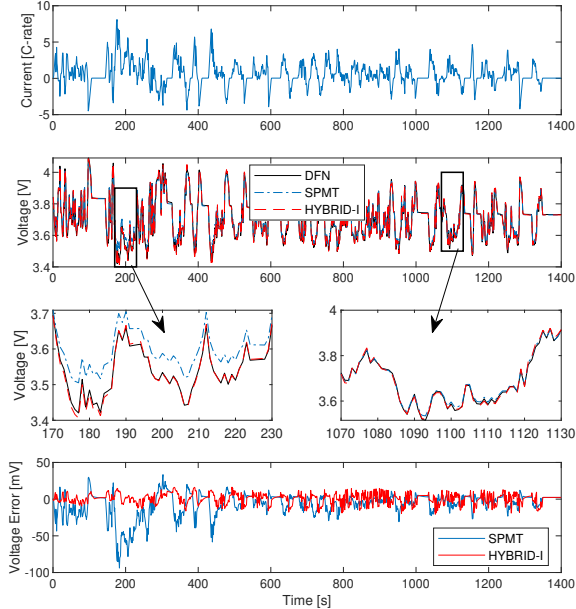 10
5
0
-5
Current [C-rate]
0 200 400 600 800 1000 1200 1400
4
3.8
3.6
3.4
Voltage [V]
DFN
SPMT
HYBRID-I
0 200 400 600 800 1000 1200 1400
3.7
3.6
3.5
3.4
Voltage [V]
170 180 190 200 210 220 230
4
3.8
3.6
1070 1080 1090 1100 1110 1120 1130
50
0
-50
-100
Voltage Error [mV]
SPMT
HYBRID-I
0 200 400 600 800 1000 1200 1400
Time [s]